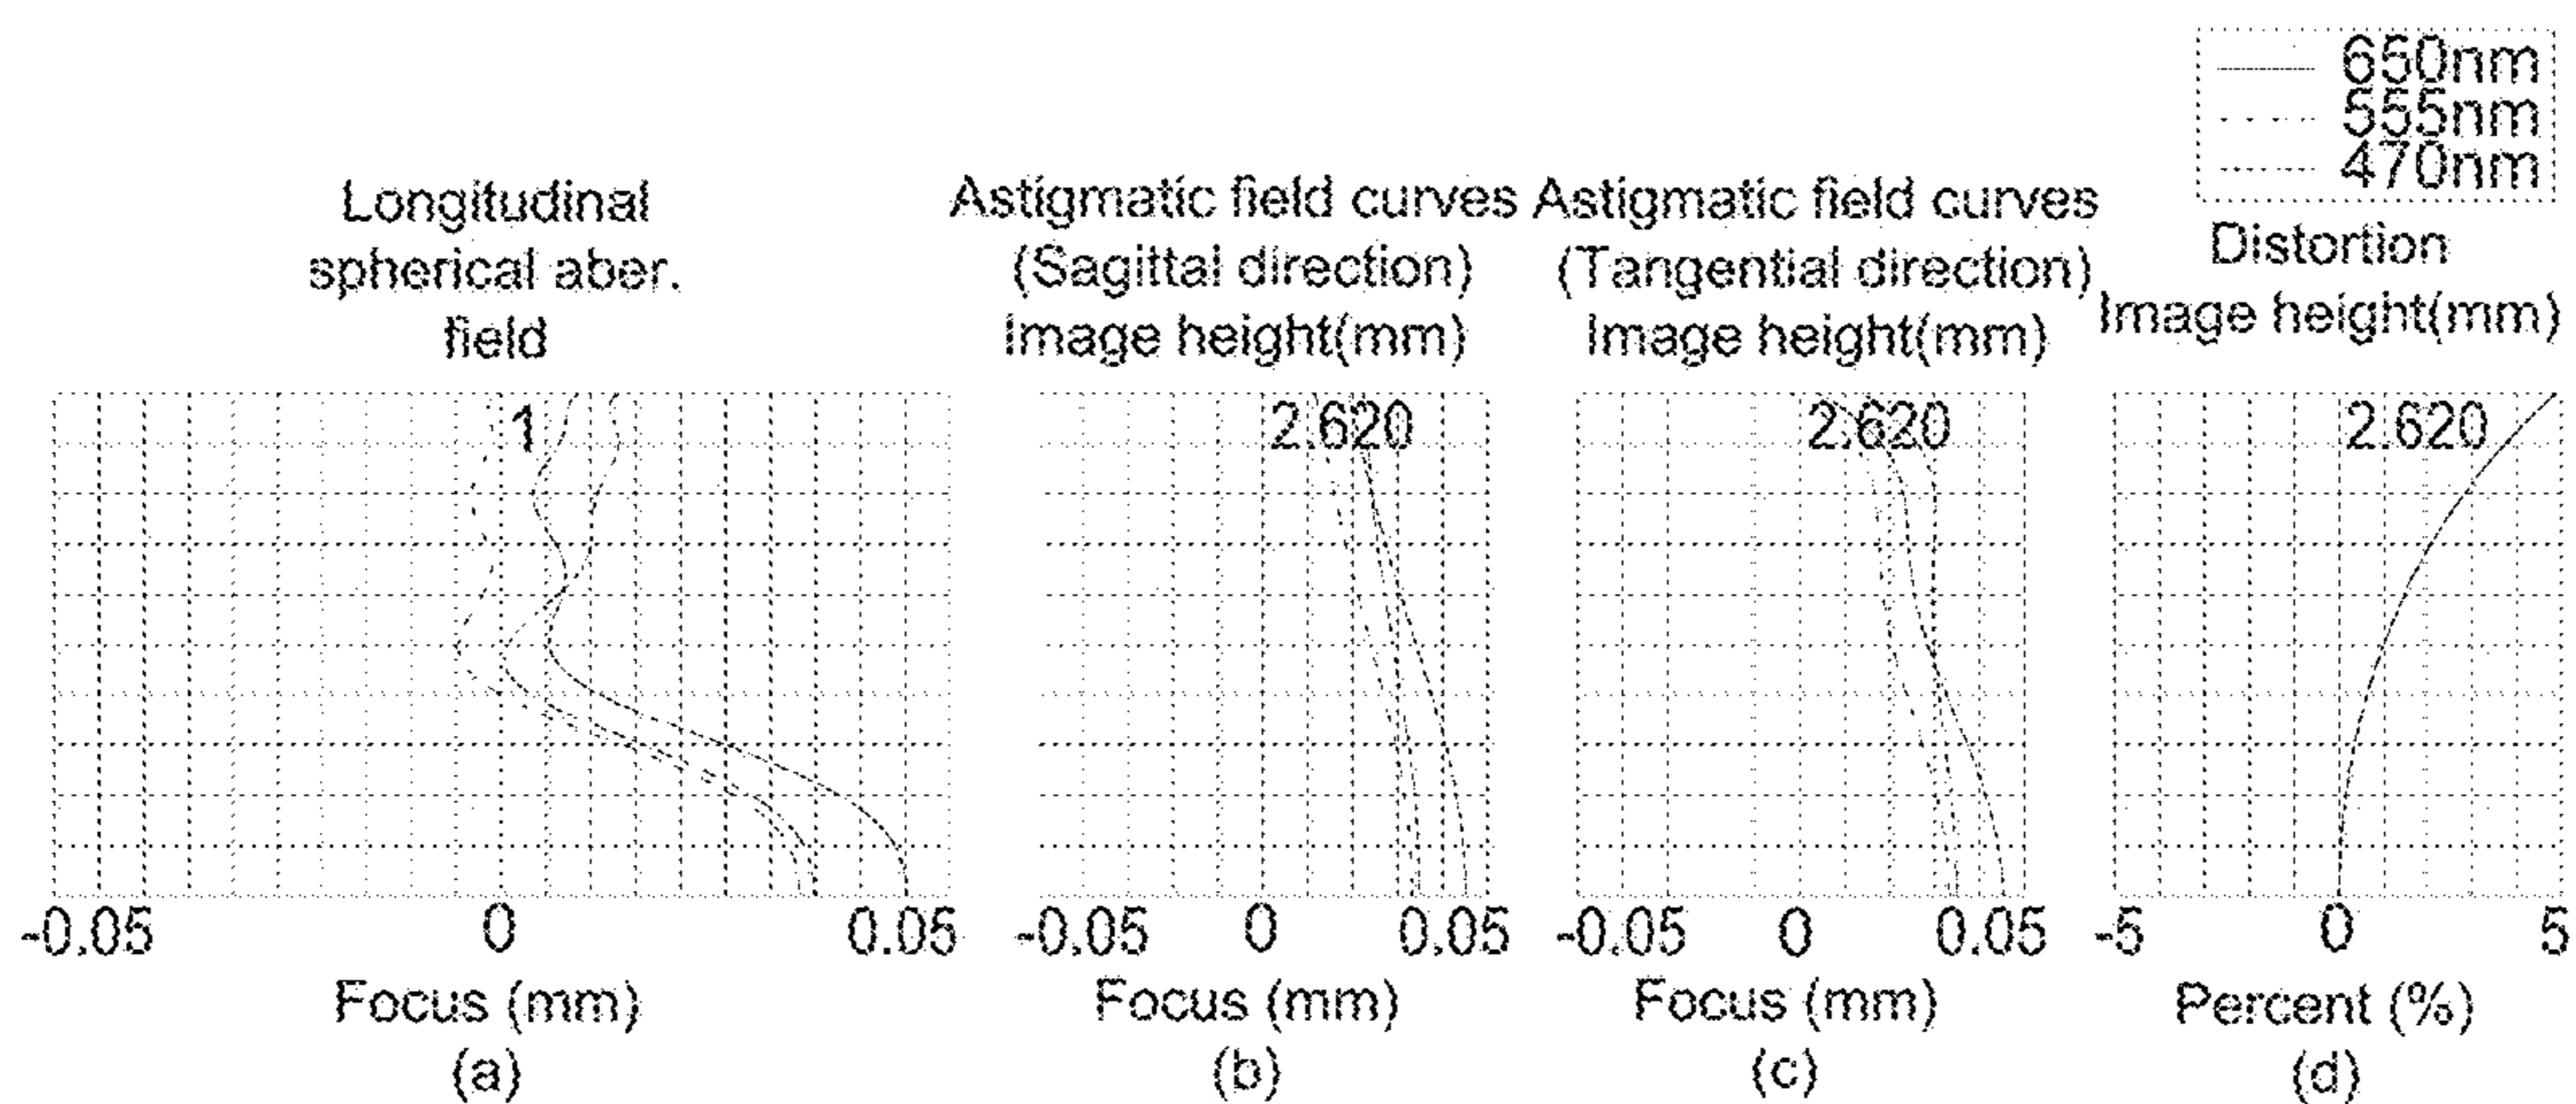 650nm
555nm
470nm
Longitudinal
spherical aber.
field
Astigmatic field curves
(Sagittal direction)
Image height(mm)
Astigmatic field curves
(Tangential direction)
Image height(mm)
Distortion
Image height(mm)
1
2.620
2.620
2.620
-0.05 0 0.05
-0.05 0 0.05
-0.05 0 0.05
-5 0 5
Focus (mm)
Focus (mm)
Focus (mm)
Percent (%)
(a)
(b)
(c)
(d)